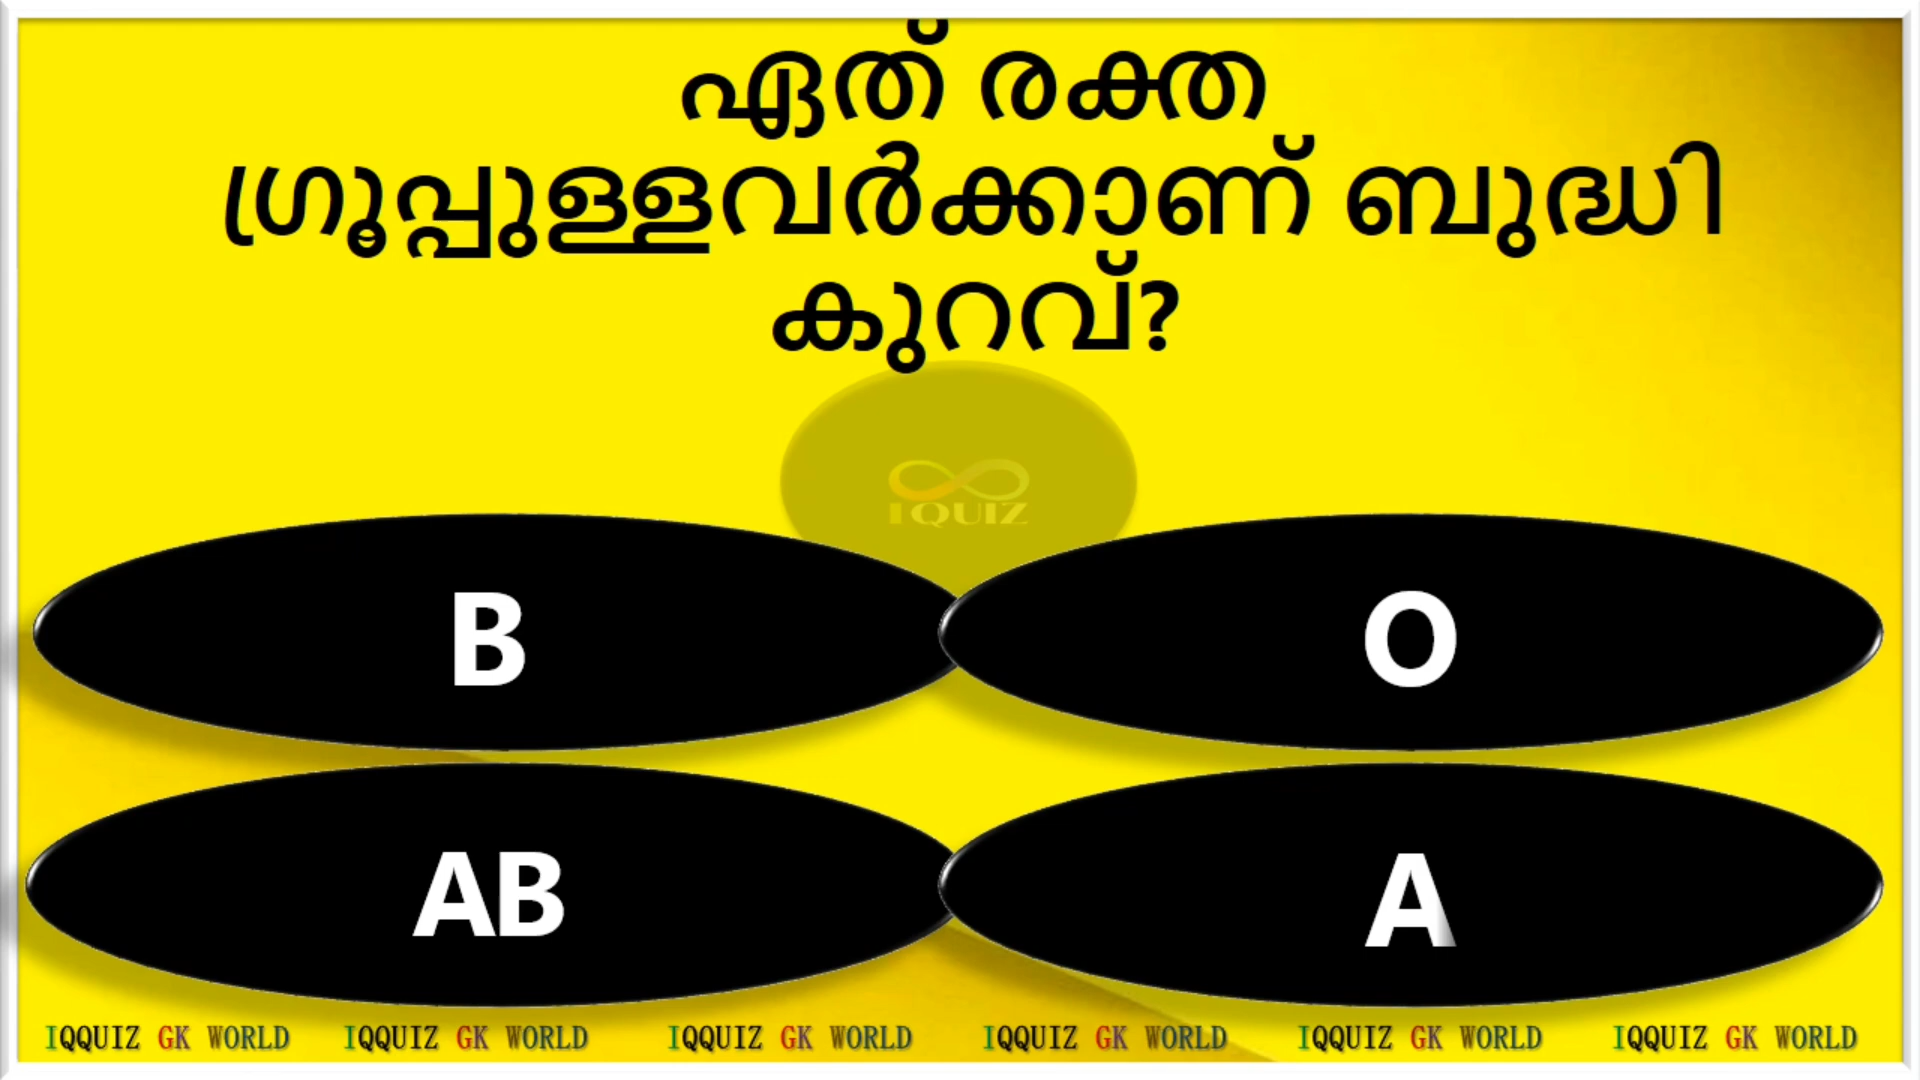 ഏത് രക്ത
ഗ്രൂപ്പുള്ളവർക്കാണ് ബുദ്ധി
കുറവ്?
IQUIZ
B
O
AB
A
IQQUIZ GK WORLD IQQUIZ GK WORLD IQQUIZ GK WORLD IQQUIZ GK WORLD IQQUIZ GK WORLD IQQUIZ GK WORLD